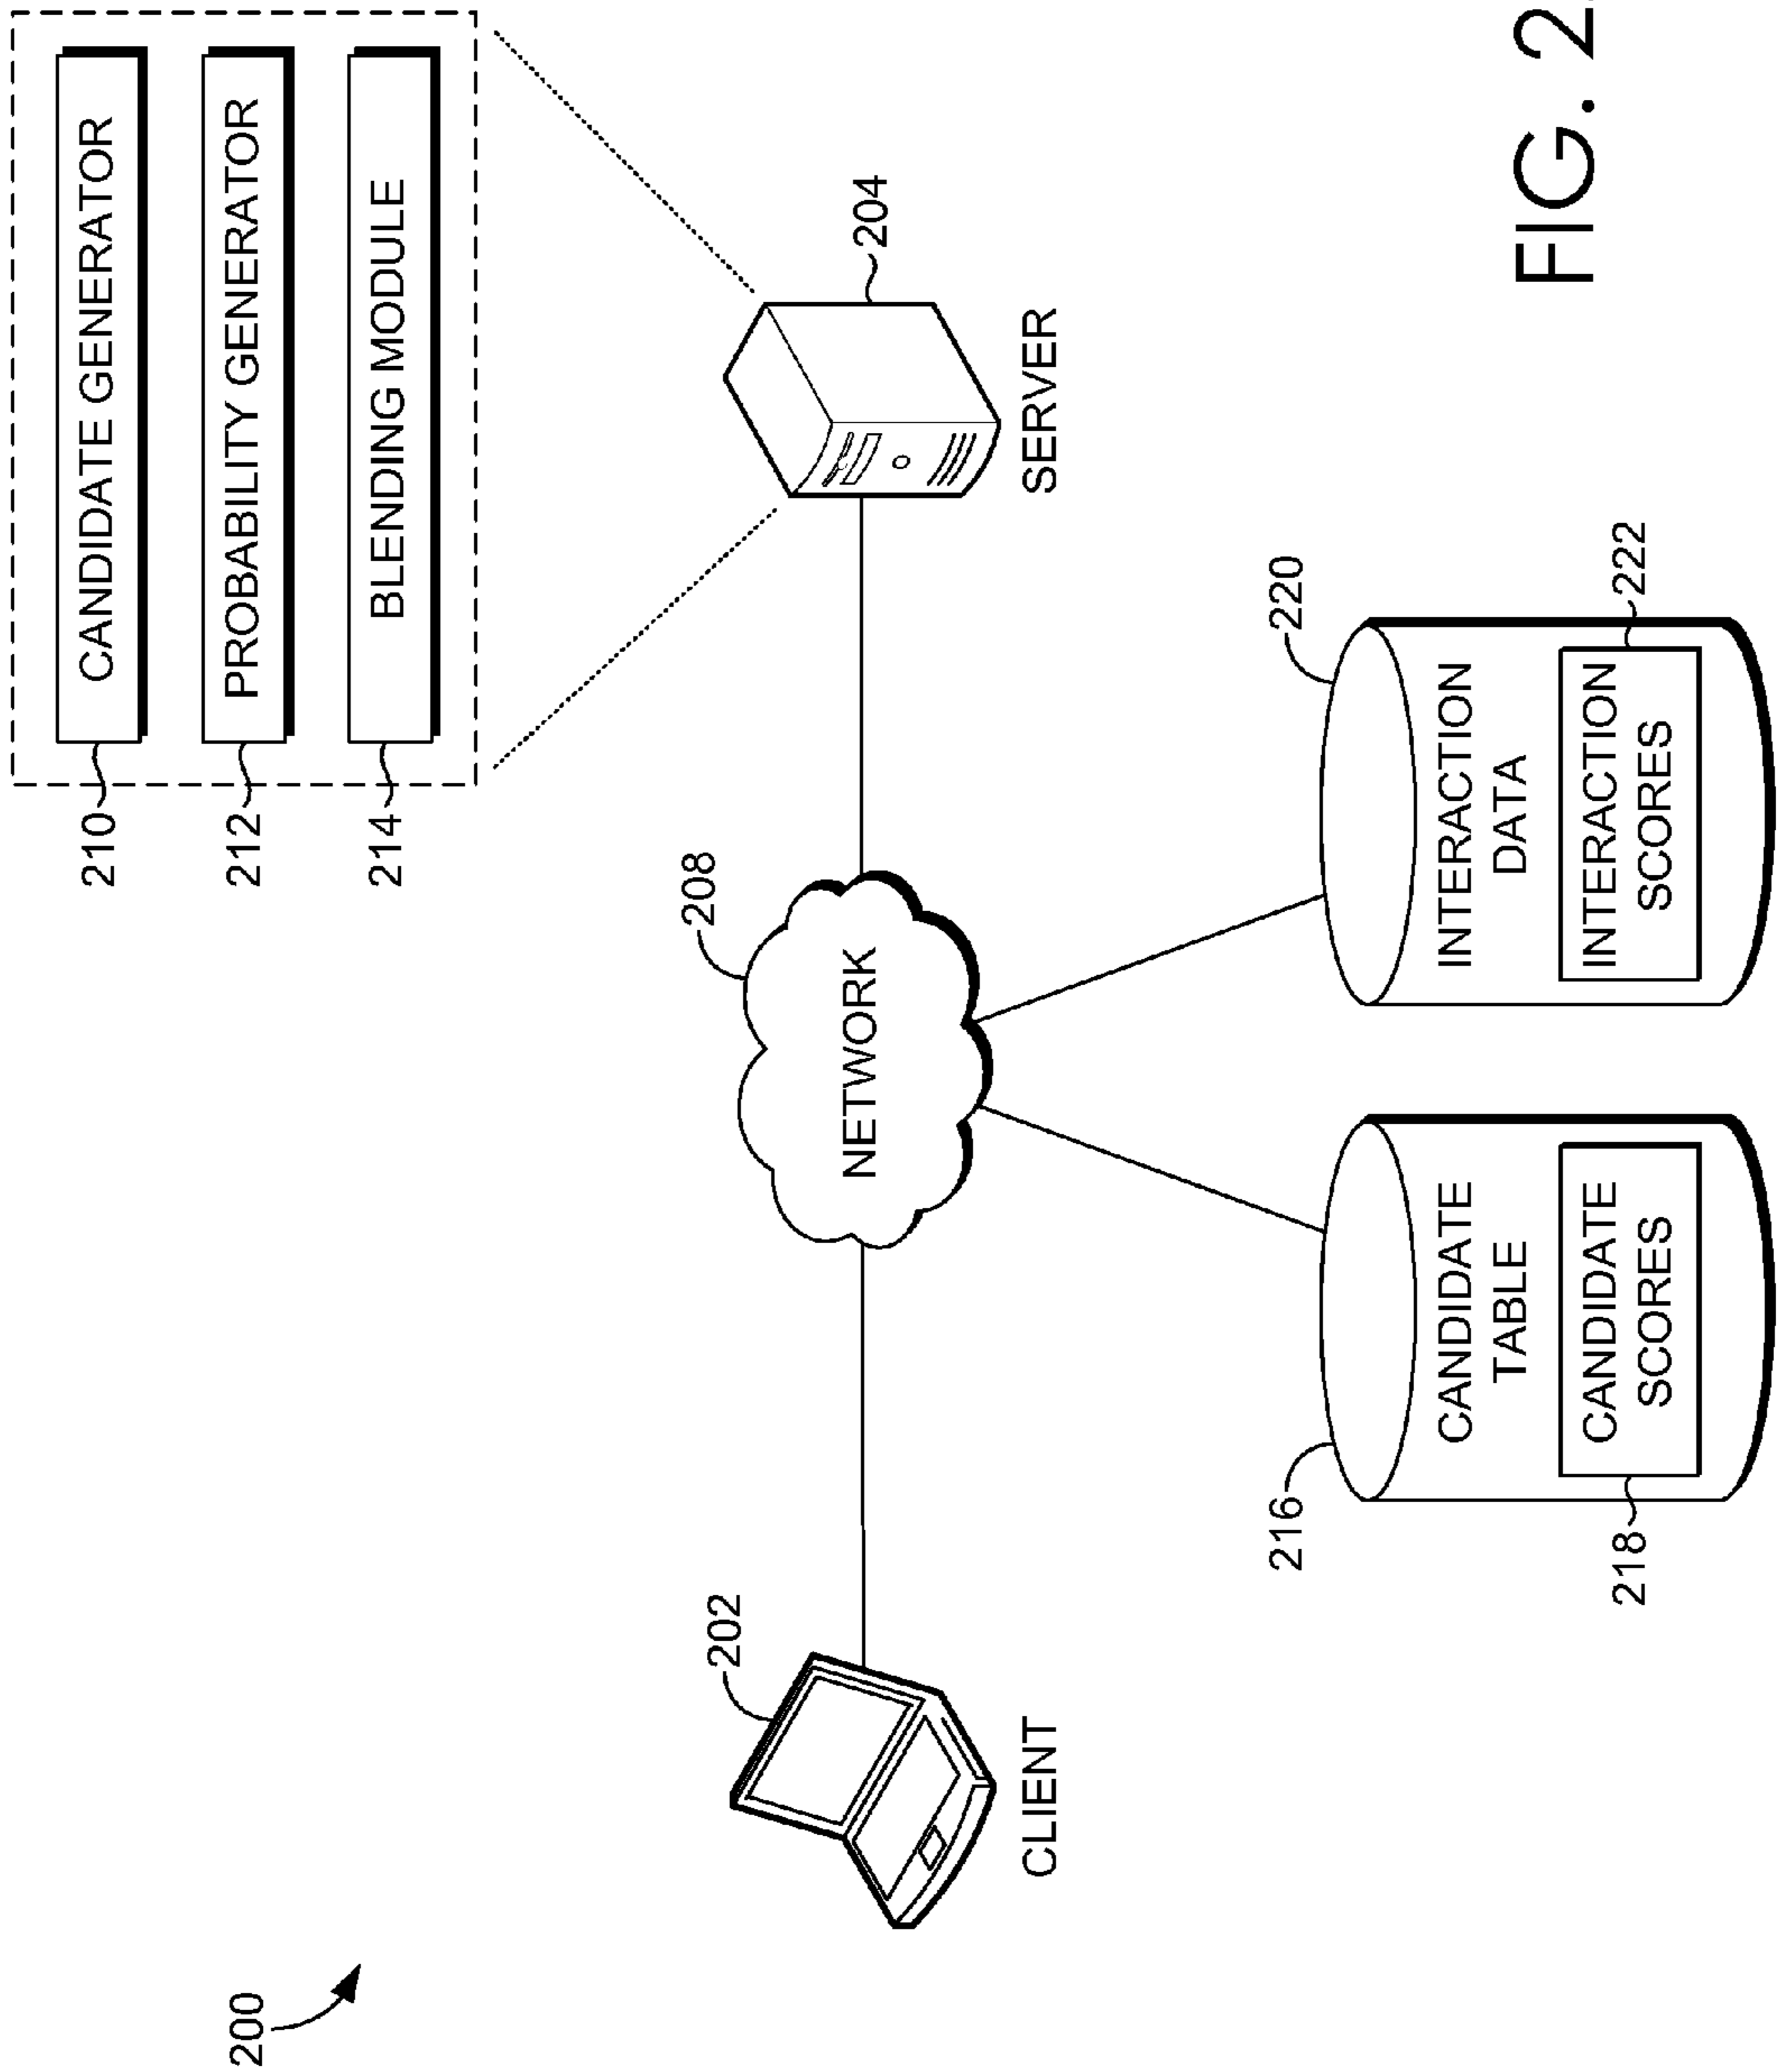 200
210
CANDIDATE GENERATOR
212
PROBABILITY GENERATOR
214
BLENDING MODULE
202
CLIENT
208
NETWORK
204
SERVER
216
CANDIDATE
TABLE
218
CANDIDATE
SCORES
220
INTERACTION
DATA
222
INTERACTION
SCORES
FIG. 2.